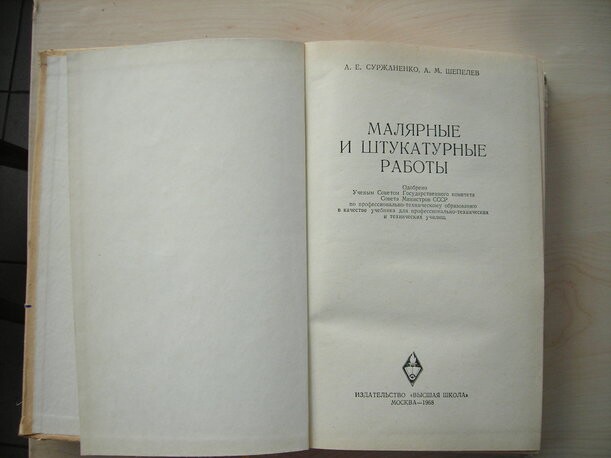 А. Е. СУРЖАНЕНКО, А. М. ШЕПЕЛЕВ
МАЛЯРНЫЕ
И ШТУКАТУРНЫЕ
РАБОТЫ
Одобрено
Ученым Советом Государственного комитета
Совета Министров СССР
по профессионально-техническому образованию
в качестве учебника для профессионально-технических
и технических училищ
ИЗДАТЕЛЬСТВО «ВЫСШАЯ ШКОЛА»
МОСКВА—1968